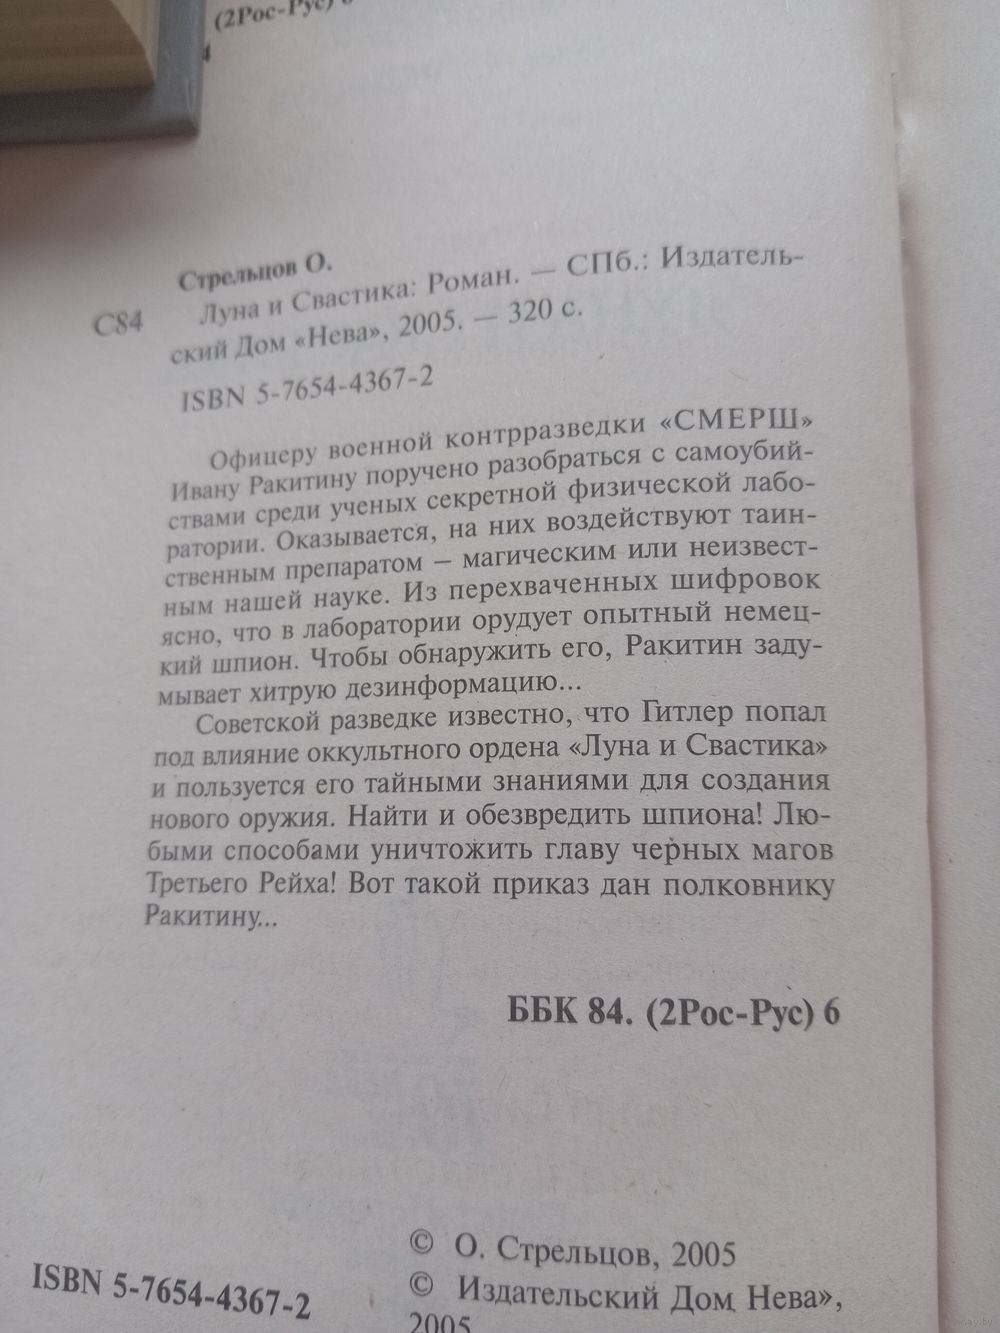 (2Рос-Рус) 6
4
Стрельцов О.
С84 Луна и Свастика: Роман. — СПб.: Издатель-
ский Дом «Нева», 2005. — 320 с.
ISBN 5-7654-4367-2
Офицеру военной контрразведки «СМЕРШ»
Ивану Ракитину поручено разобраться с самоубий-
ствами среди ученых секретной физической лабо-
ратории. Оказывается, на них воздействуют таин-
ственным препаратом – магическим или неизвест-
ным нашей науке. Из перехваченных шифровок
ясно, что в лаборатории орудует опытный немец-
кий шпион. Чтобы обнаружить его, Ракитин заду-
мывает хитрую дезинформацию...
Советской разведке известно, что Гитлер попал
под влияние оккультного ордена «Луна и Свастика»
и пользуется его тайными знаниями для создания
нового оружия. Найти и обезвредить шпиона! Лю-
быми способами уничтожить главу черных магов
Третьего Рейха! Вот такой приказ дан полковнику
Ракитину...
ББК 84. (2Рос-Рус) 6
© О. Стрельцов, 2005
ISBN 5-7654-4367-2 © Издательский Дом Нева»,
2005